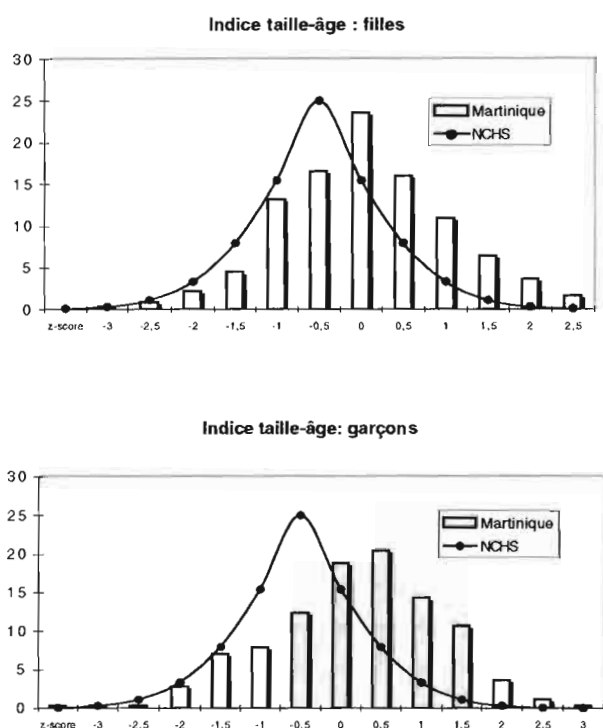 Indice taille-âge : filles
30
25
20
15
10
5
0
Martinique
NCHS
z-score -3 -2,5 -2 -1,5 -1 -0,5 0 0,5 1 1,5 2 2,5
Indice taille-âge: garçons
30
25
20
15
10
5
0
Martinique
NCHS
z-score -3 -2,5 -2 -1,5 -1 -0,5 0 0,5 1 1,5 2 2,5 3